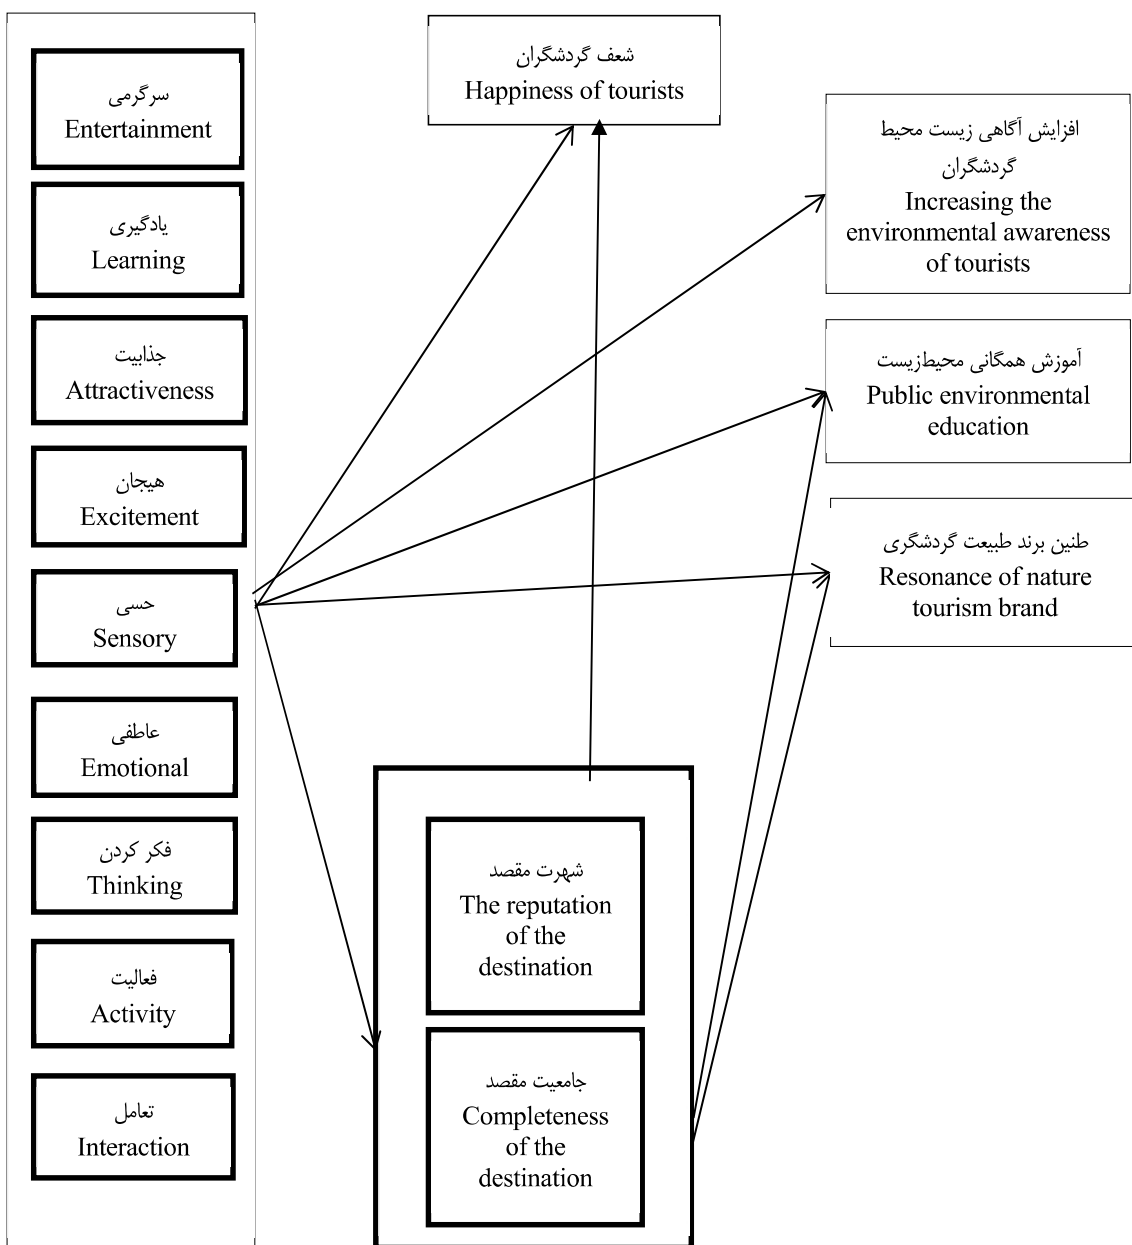 سرگرمی
Entertainment
یادگیری
Learning
جذابیت
Attractiveness
هیجان
Excitement
حسی
Sensory
عاطفی
Emotional
فکر کردن
Thinking
فعالیت
Activity
تعامل
Interaction
شعف گردشگران
Happiness of tourists
شهرت مقصد
The reputation
of the
destination
جامعیت مقصد
Completeness
of the
destination
افزایش آگاهی زیست محیط
گردشگران
Increasing the
environmental awareness
of tourists
آموزش همگانی محیط‌زیست
Public environmental
education
طنین برند طبیعت گردشگری
Resonance of nature
tourism brand